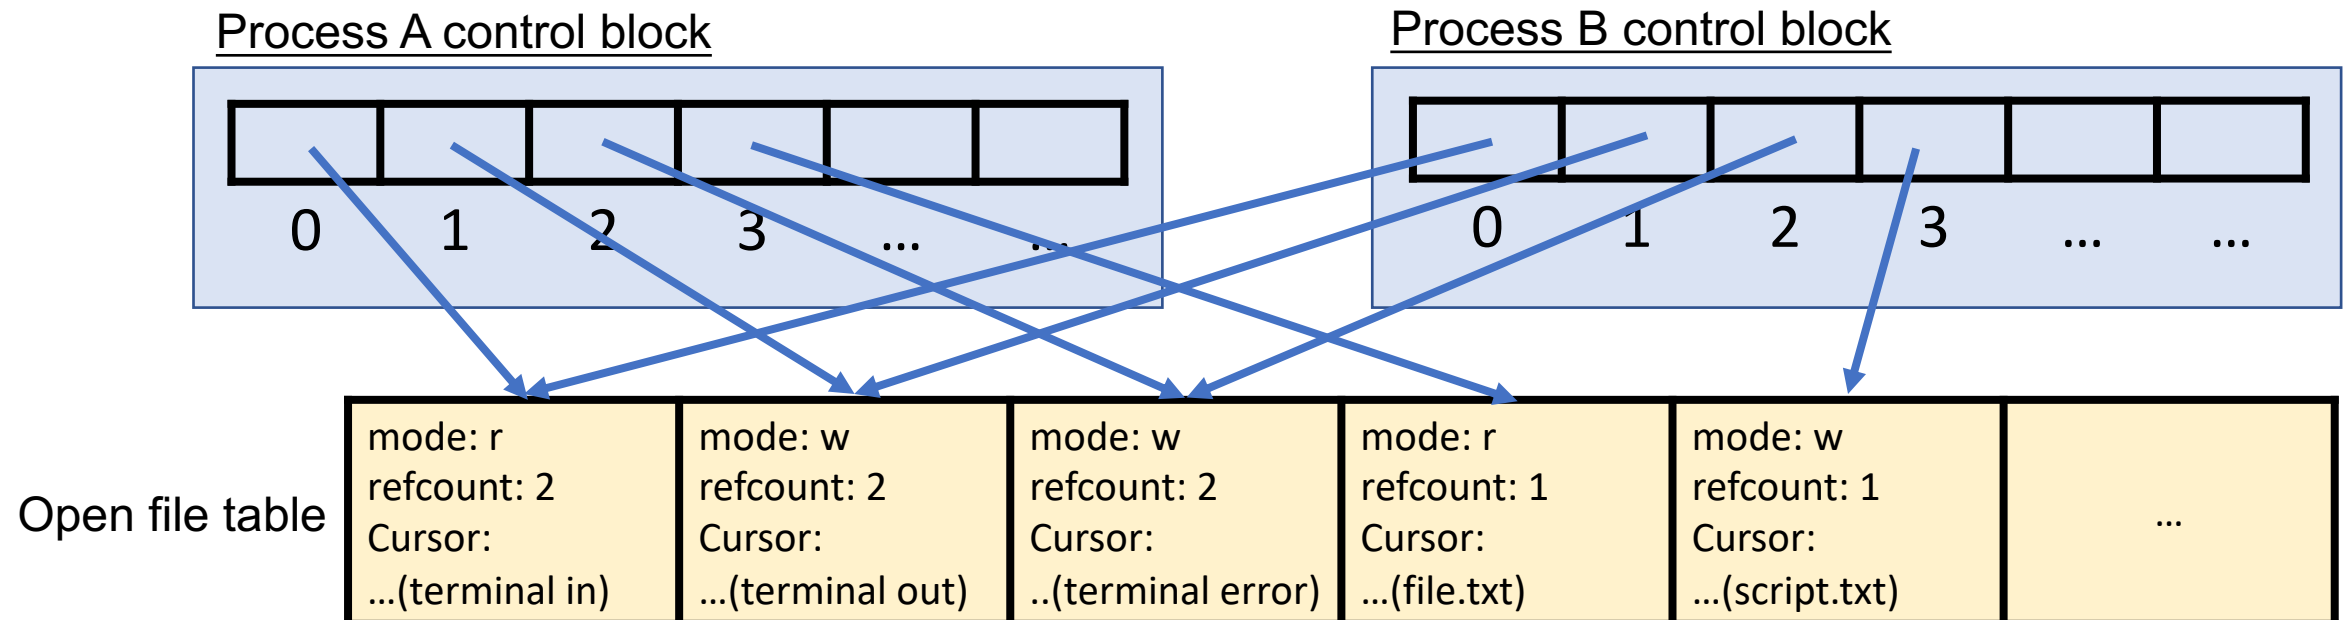 Process A control block
Process B control block
0 1 2 3 ... ...
0 1 2 3 ... ...
Open file table
mode: r
refcount: 2
Cursor:
...(terminal in)
mode: w
refcount: 2
Cursor:
...(terminal out)
mode: w
refcount: 2
Cursor:
..(terminal error)
mode: r
refcount: 1
Cursor:
...(file.txt)
mode: w
refcount: 1
Cursor:
...(script.txt)
...